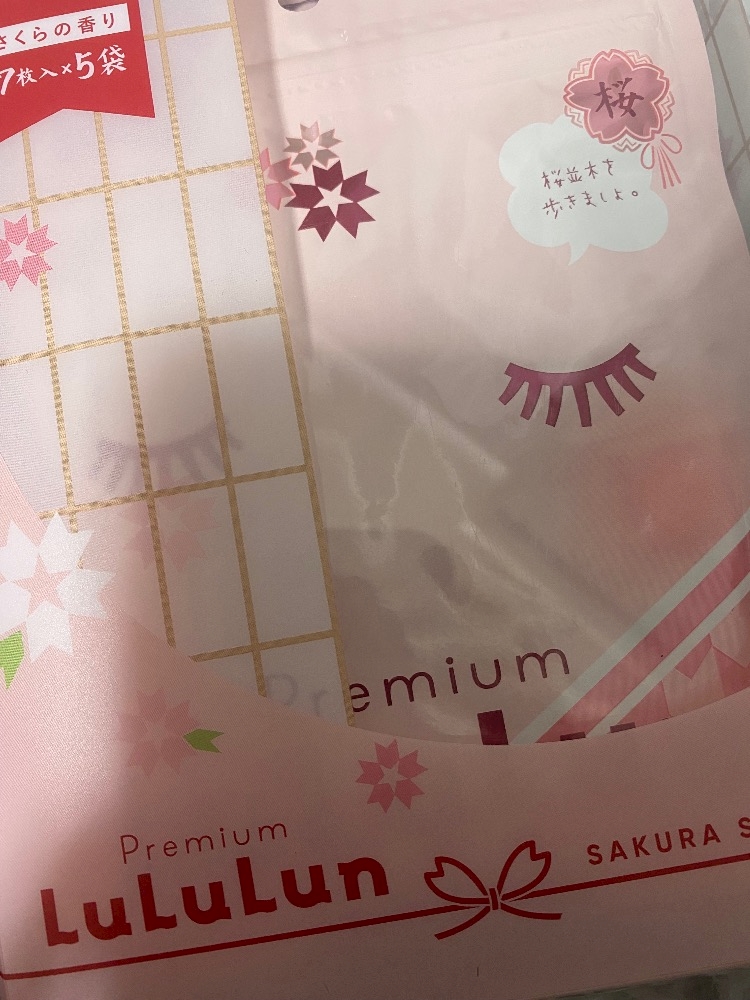 さくらの香り
7枚入×5袋
桜
桜並木を
歩きましょ。
Premium
Premium
LuLuLun
SAKURA S